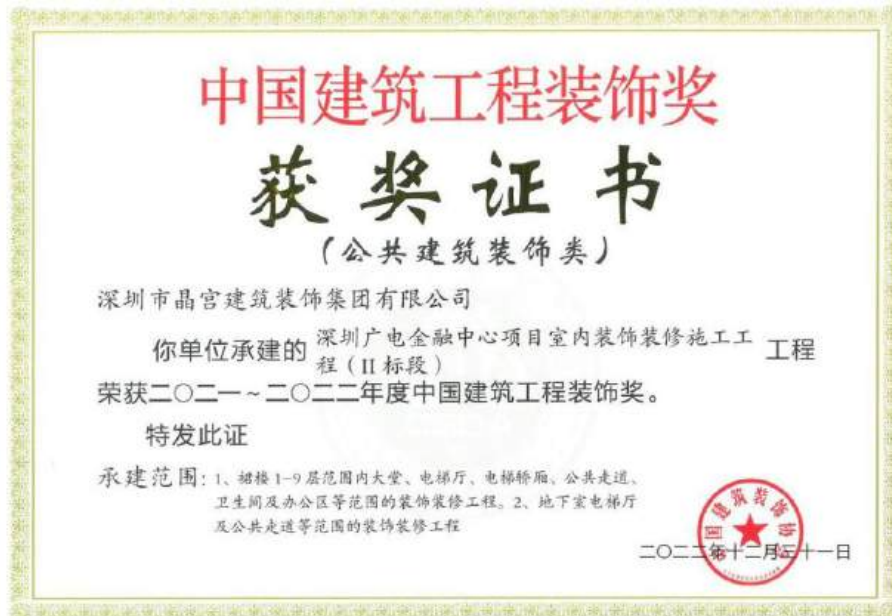 中国建筑工程装饰奖
获奖证书
（公共建筑装饰类）
深圳市晶宫建筑装饰集团有限公司
你单位承建的 深圳广电金融中心项目室内装饰装修施工工 工程
程（II标段）
荣获二〇二一～二〇二二年度中国建筑工程装饰奖。
特发此证
承建范围：1、裙楼1-9层范围内大堂、电梯厅、电梯轿厢、公共走道、
卫生间及办公区等范围的装饰装修工程。2、地下室电梯厅
及公共走道等范围的装饰装修工程
中国建筑装饰协会
二〇二二年十二月三十一日